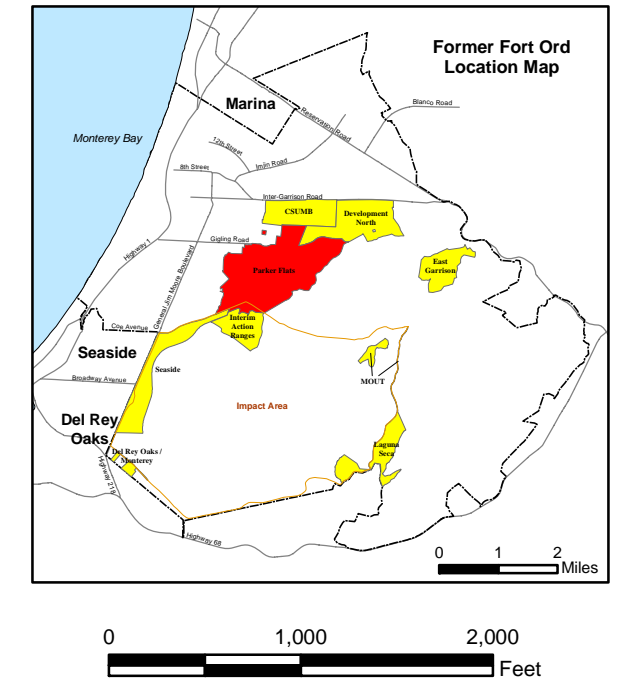 Former Fort Ord
Location Map
Marina
Blanco Road
Reservation Road
Monterey Bay
12th Street
Imjin Road
8th Street
Inter-Garrison Road
CSUMB
Development
North
Gigling Road
Highway 1
General Jim Moore Boulevard
East
Garrison
Parker Flats
Interim
Action
Ranges
Coe Avenue
Seaside
Seaside
Broadway Avenue
MOUT
Impact Area
Del Rey
Oaks
Laguna
Seca
Del Rey Oaks /
Monterey
Highway 218
Highway 68
0 1 2
Miles
0 1,000 2,000
Feet